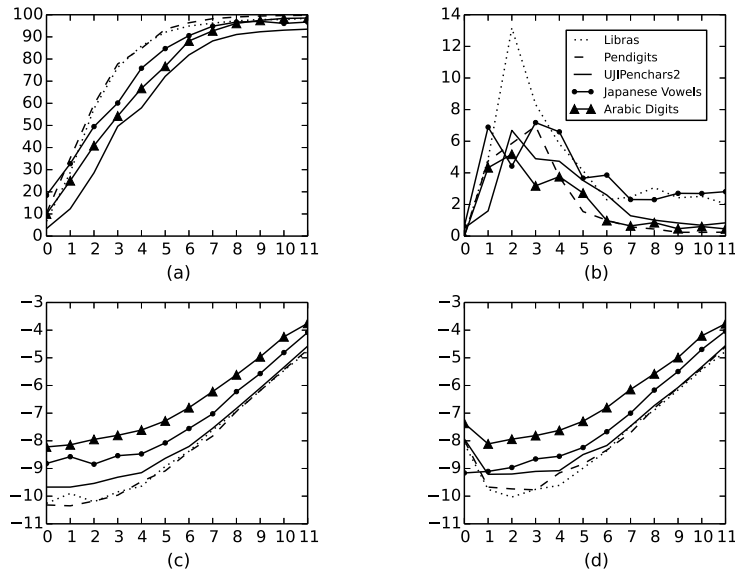 100
90
80
70
60
50
40
30
20
10
0
0 1 2 3 4 5 6 7 8 9 10 11
(a)
14
12
10
8
6
4
2
0
0 1 2 3 4 5 6 7 8 9 10 11
(b)
Libras
Pendigits
UJIPenchars2
Japanese Vowels
Arabic Digits
−3
−4
−5
−6
−7
−8
−9
−10
−11
0 1 2 3 4 5 6 7 8 9 10 11
(c)
−3
−4
−5
−6
−7
−8
−9
−10
−11
0 1 2 3 4 5 6 7 8 9 10 11
(d)